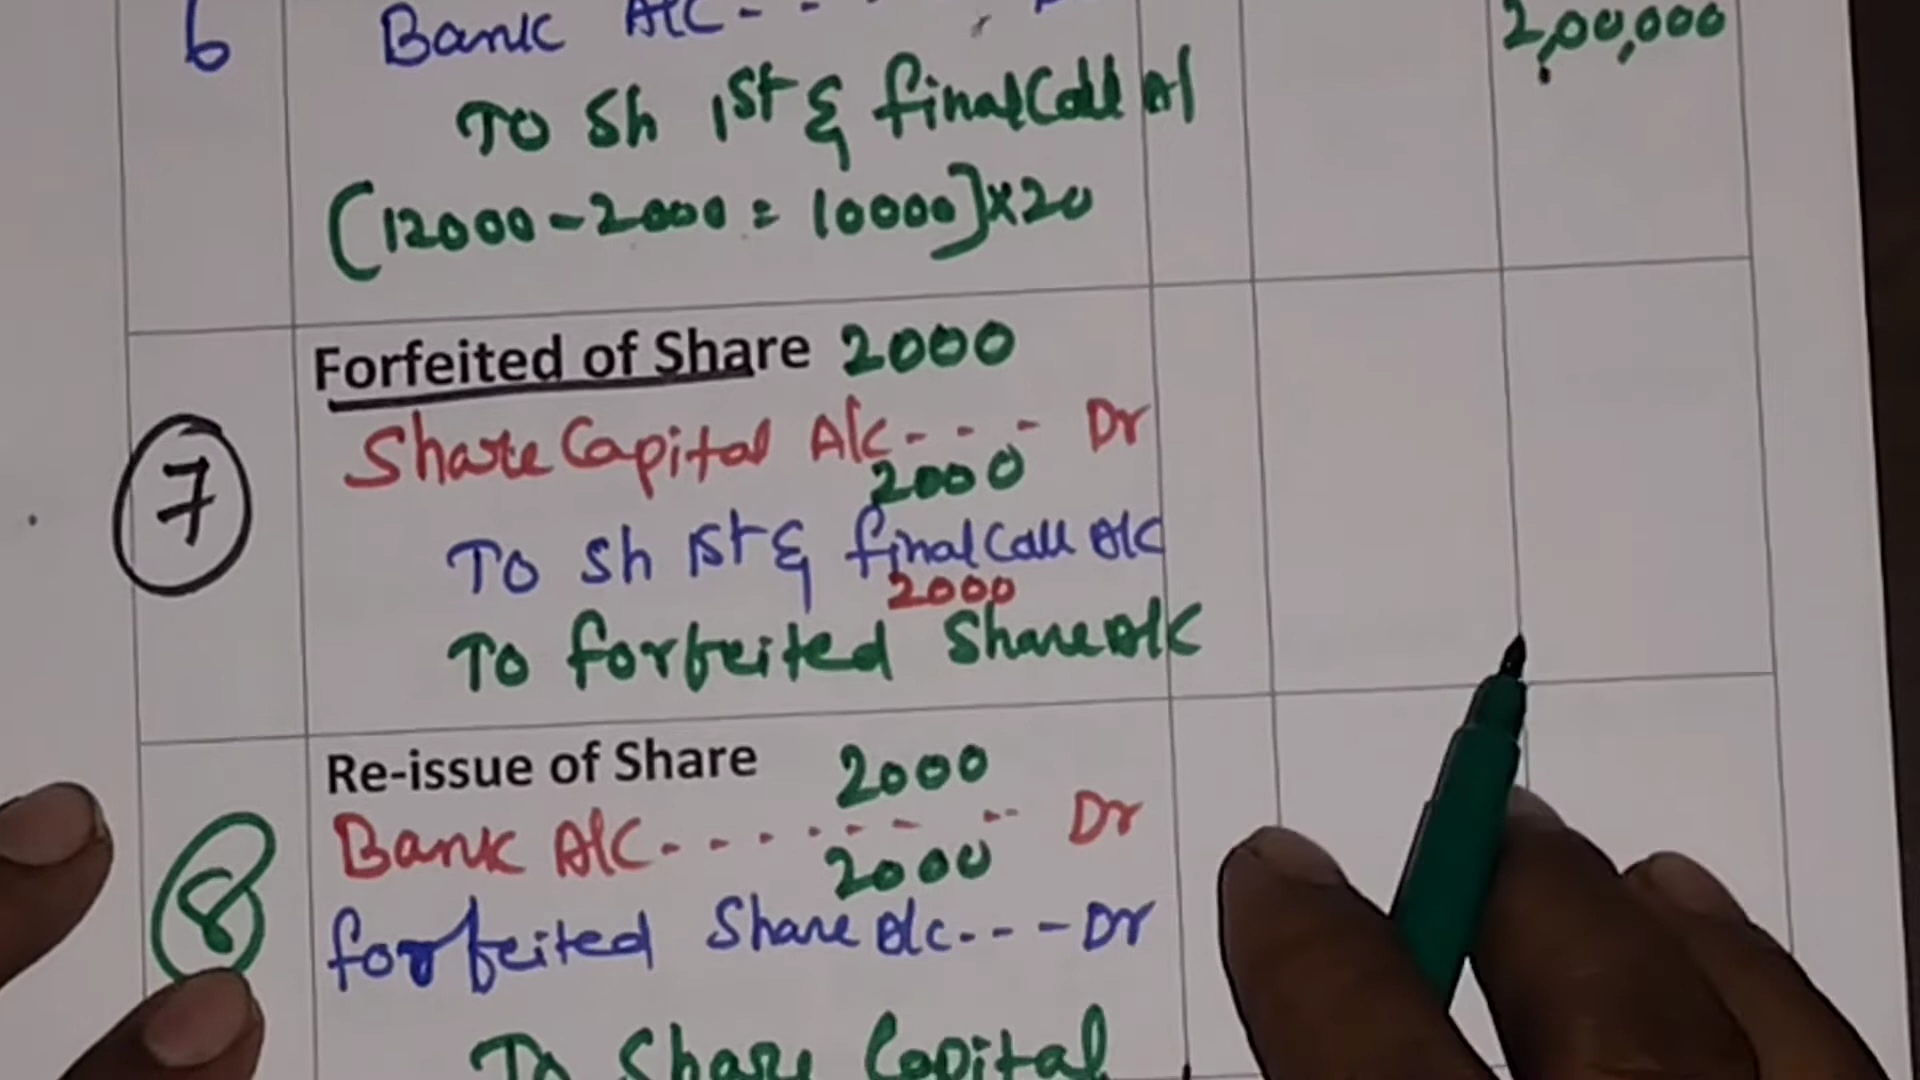 6 Bank A/C - - 2,00,000
To Sh 1st & final Call A/
(12000 - 2000 = 10000] × 20
Forfeited of Share 2000
7 Share Capital A/C - - - Dr
2000
To Sh 1st & final Call A/C
2000
To forfeited Share A/C
Re-issue of Share 2000
8 Bank A/C - - - - - - - - Dr
2000
forfeited Share A/c - - - Dr
To Share Capital